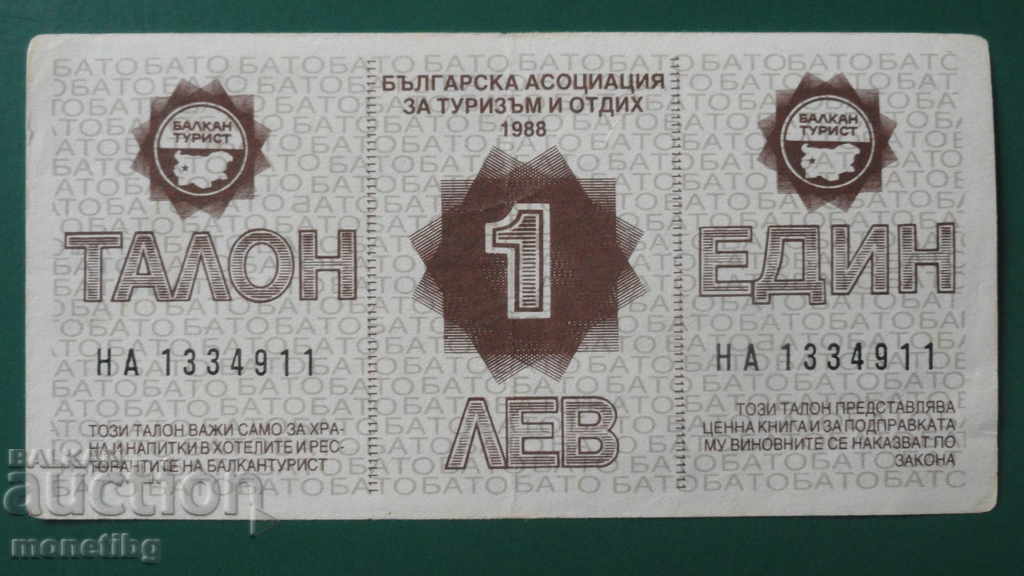 БЪЛГАРСКА АСОЦИАЦИЯ
ЗА ТУРИЗЪМ И ОТДИХ
1988
БАЛКАН
ТУРИСТ
БАЛКАН
ТУРИСТ
ТАЛОН
1
ЕДИН
НА 1334911
НА 1334911
ЛЕВ
ТОЗИ ТАЛОН ВАЖИ САМО ЗА ХРА-
НА И НАПИТКИ В ХОТЕЛИТЕ И РЕС-
ТОРАНТИТЕ НА БАЛКАНТУРИСТ
ТОЗИ ТАЛОН ПРЕДСТАВЛЯВА
ЦЕННА КНИГА И ЗА ПОДПРАВКАТА
МУ ВИНОВНИТЕ СЕ НАКАЗВАТ ПО
ЗАКОНА
BALKAN
auction
monetibg